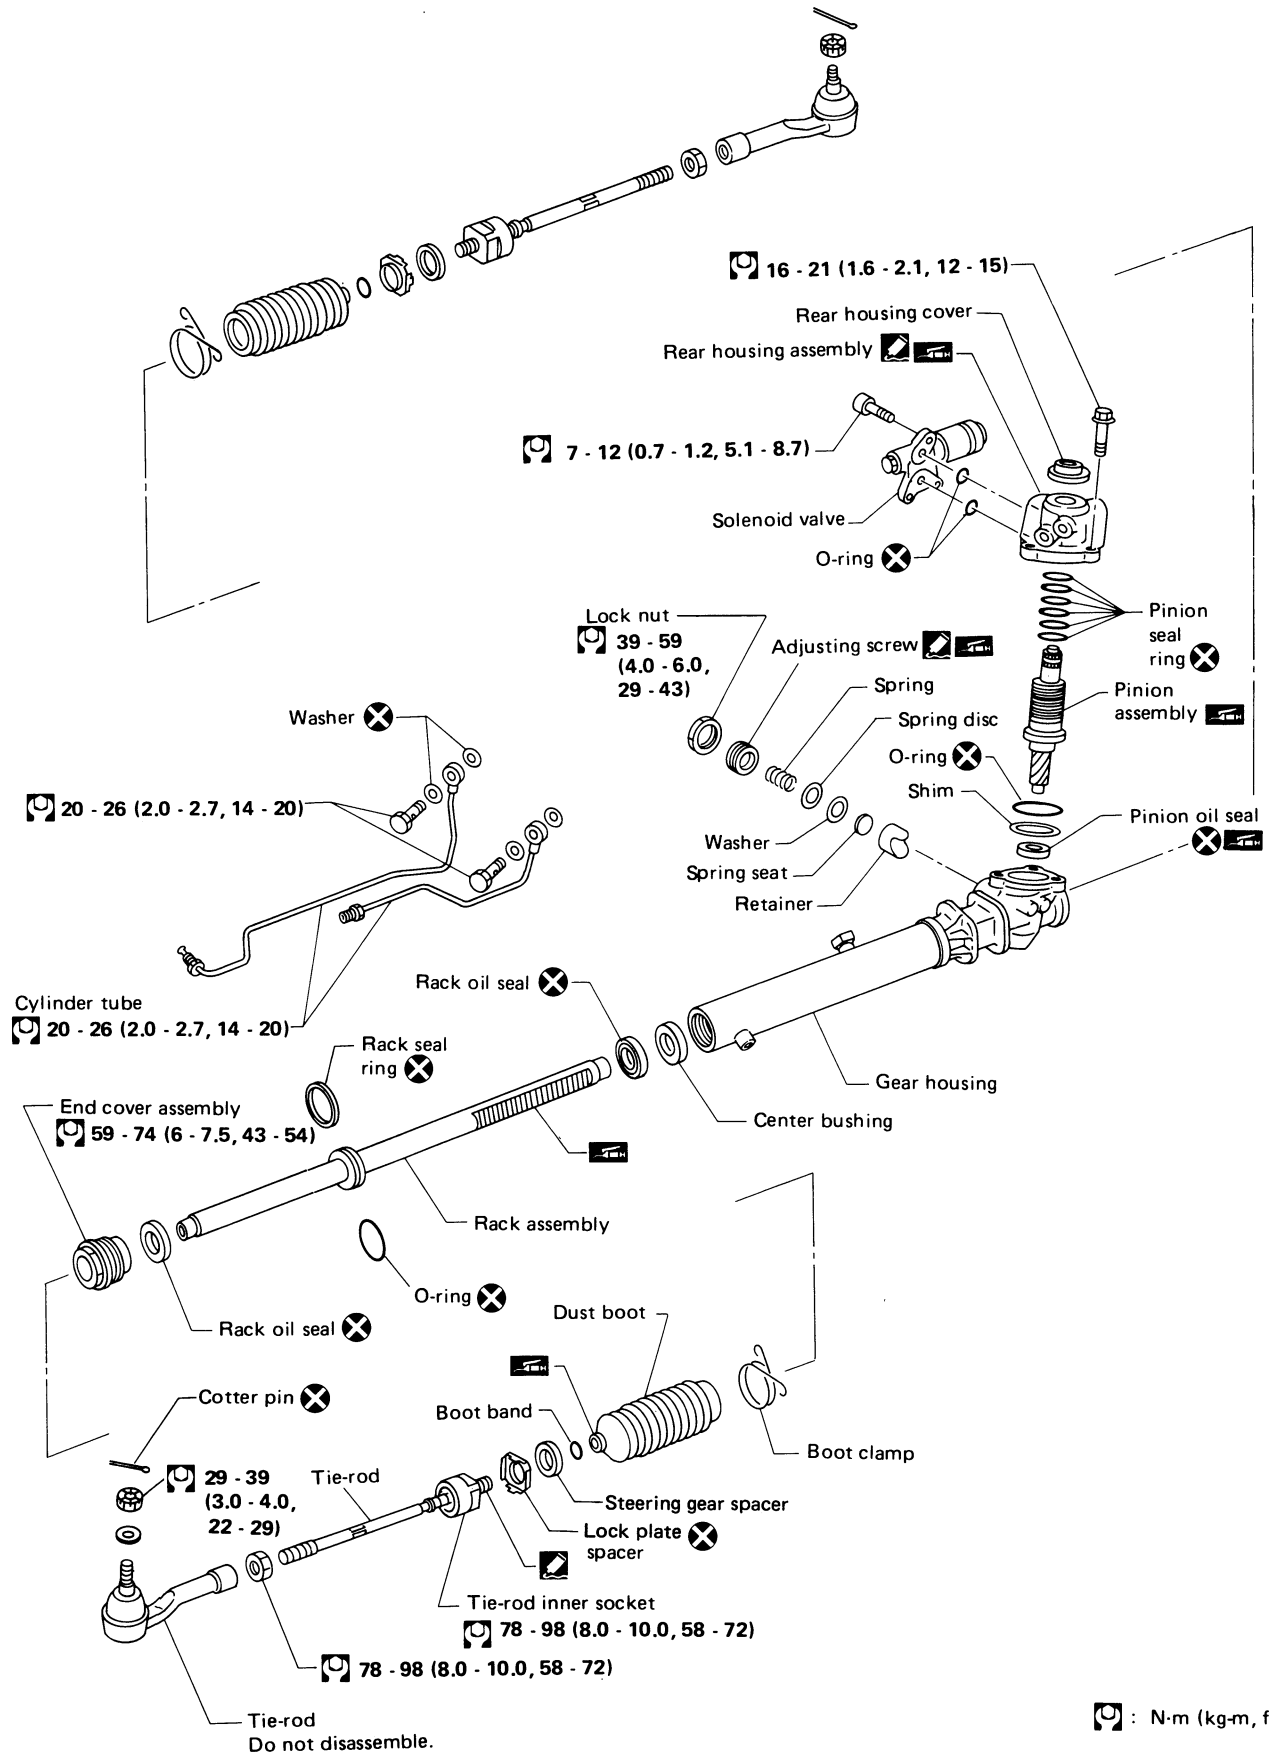 16 - 21 (1.6 - 2.1, 12 - 15)
Rear housing cover
Rear housing assembly
7 - 12 (0.7 - 1.2, 5.1 - 8.7)
Solenoid valve
O-ring
Lock nut
39 - 59
(4.0 - 6.0,
29 - 43)
Adjusting screw
Spring
Spring disc
Pinion
seal
ring
Pinion
assembly
O-ring
Shim
Pinion oil seal
Washer
Spring seat
Retainer
Washer
20 - 26 (2.0 - 2.7, 14 - 20)
Cylinder tube
20 - 26 (2.0 - 2.7, 14 - 20)
Rack oil seal
Rack seal
ring
Gear housing
Center bushing
End cover assembly
59 - 74 (6 - 7.5, 43 - 54)
Rack assembly
O-ring
Rack oil seal
Dust boot
Cotter pin
Boot band
Boot clamp
29 - 39
(3.0 - 4.0,
22 - 29)
Tie-rod
Steering gear spacer
Lock plate
spacer
Tie-rod inner socket
78 - 98 (8.0 - 10.0, 58 - 72)
78 - 98 (8.0 - 10.0, 58 - 72)
Tie-rod
Do not disassemble.
: N·m (kg-m, f